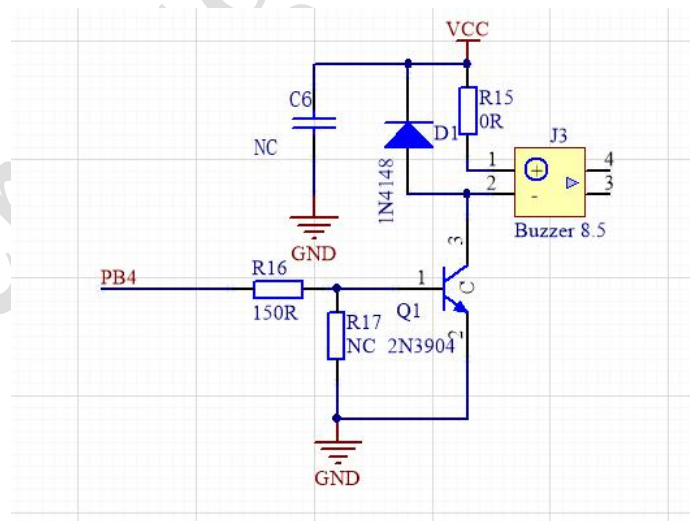 VCC
C6
NC
D1
1N4148
R15
0R
J3
1
2
+
-
4
3
Buzzer 8.5
GND
3
PB4
R16
150R
1
Q1
C
2N3904
2
R17
NC
GND